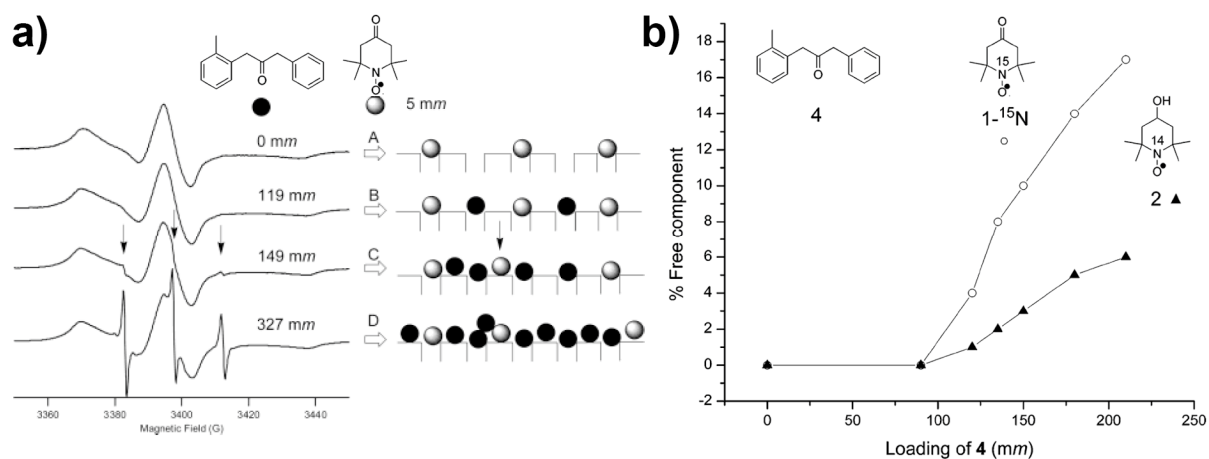 a)
O
N
O•
5 mm
0 mm
A
119 mm
B
149 mm
C
327 mm
D
3360
3380
3400
3420
3440
Magnetic Field (G)
b)
18
16
14
12
10
8
6
4
2
0
-2
% Free component
0
50
100
150
200
250
Loading of 4 (mm)
O
4
O
15
N
O•
1-15N
OH
14
N
O•
2